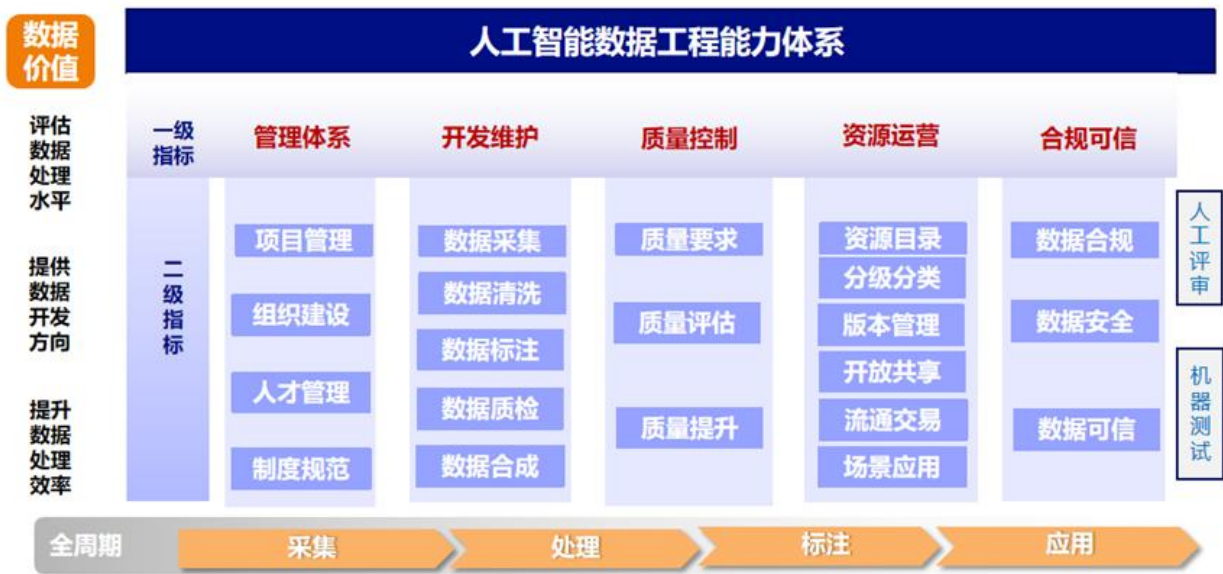 数据
价值
人工智能数据工程能力体系
评估
数据
处理
水平
提供
数据
开发
方向
提升
数据
处理
效率
一级
指标
管理体系
开发维护
质量控制
资源运营
合规可信
二级指标
项目管理
组织建设
人才管理
制度规范
数据采集
数据清洗
数据标注
数据质检
数据合成
质量要求
质量评估
质量提升
资源目录
分级分类
版本管理
开放共享
流通交易
场景应用
数据合规
数据安全
数据可信
人工评审
机器测试
全周期
采集
处理
标注
应用